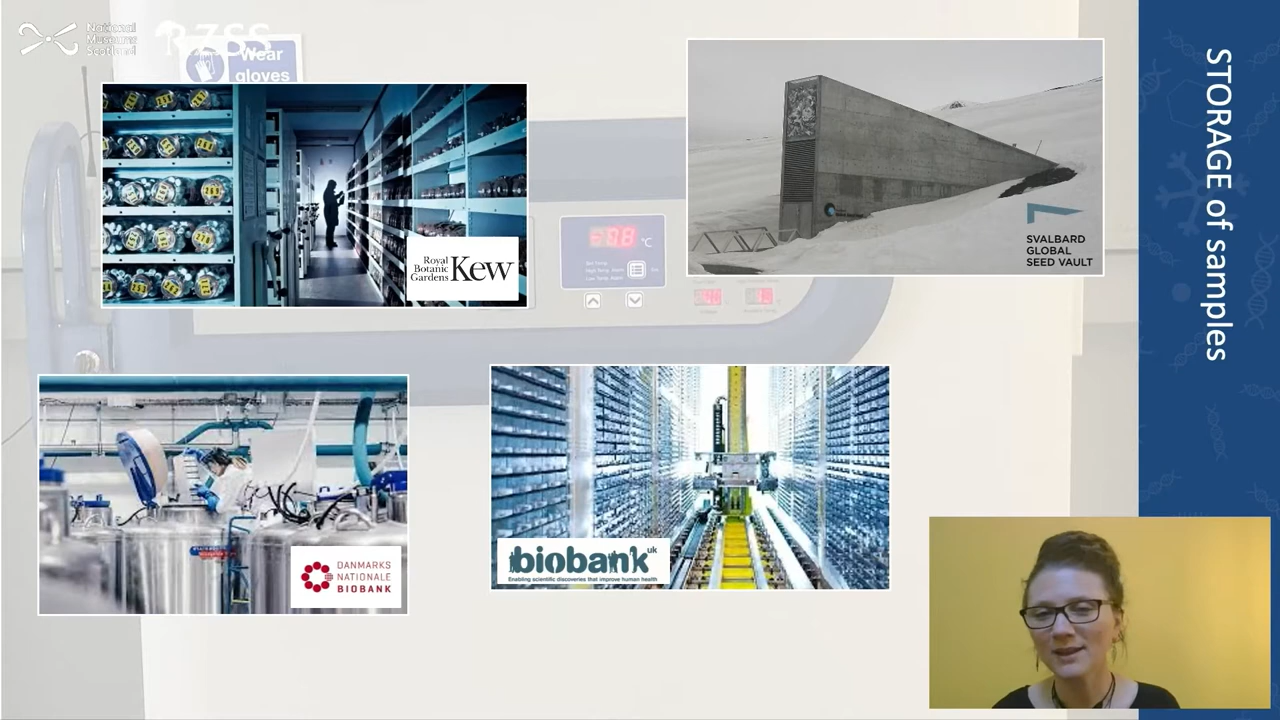 National
Museums
Scotland
RZSS
Wear
gloves
Royal
Botanic
Gardens
Kew
SVALBARD
GLOBAL
SEED VAULT
STORAGE of samples
°C
DANMARKS
NATIONALE
BIOBANK
biobank uk
Enabling scientific discoveries that improve human health